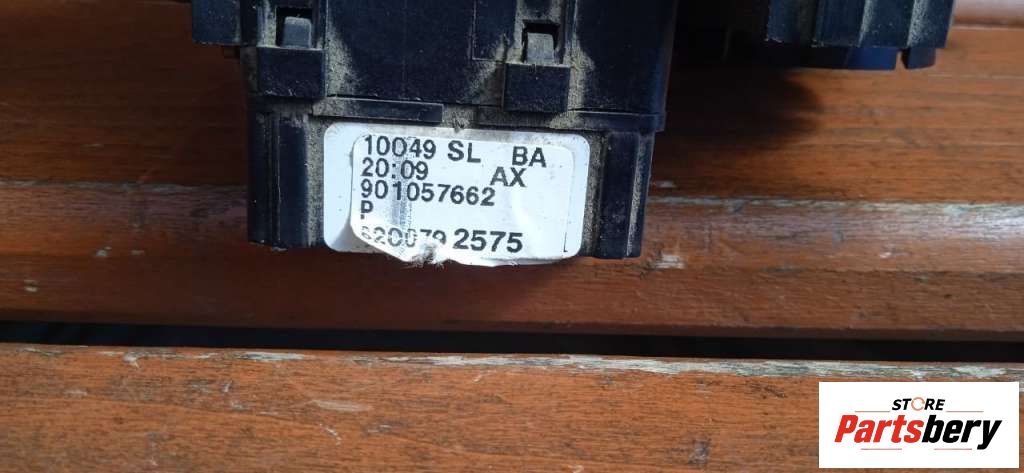 10049 SL BA
20:09 AX
901057662
P
2575
STORE
Partsbery